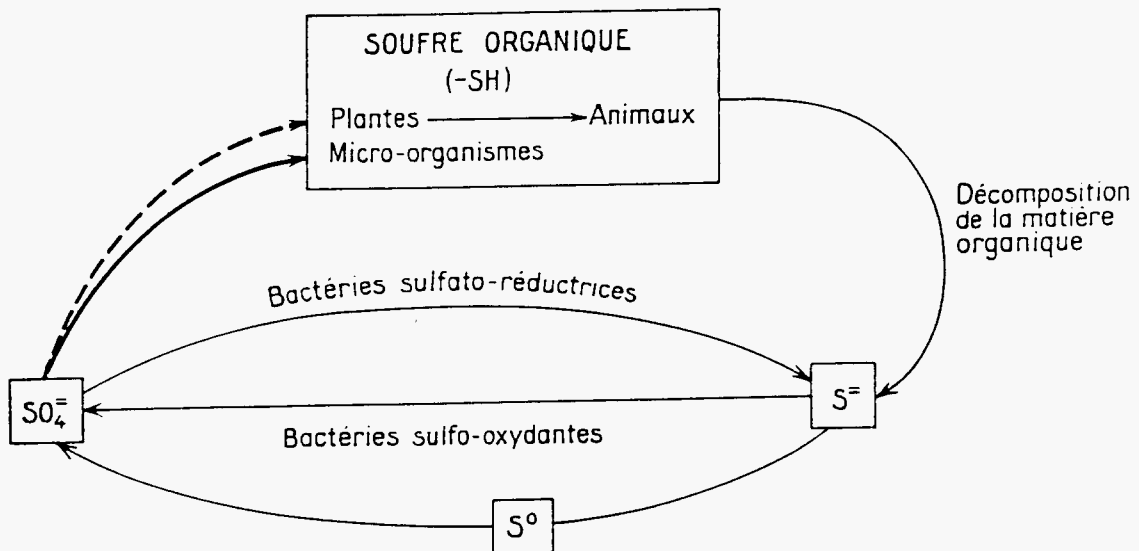 SOUFRE ORGANIQUE
(-SH)
Plantes Animaux
Micro-organismes
Décomposition
de la matière
organique
Bactéries sulfato-réductrices
SO₄⁼
S⁼
Bactéries sulfo-oxydantes
S⁰